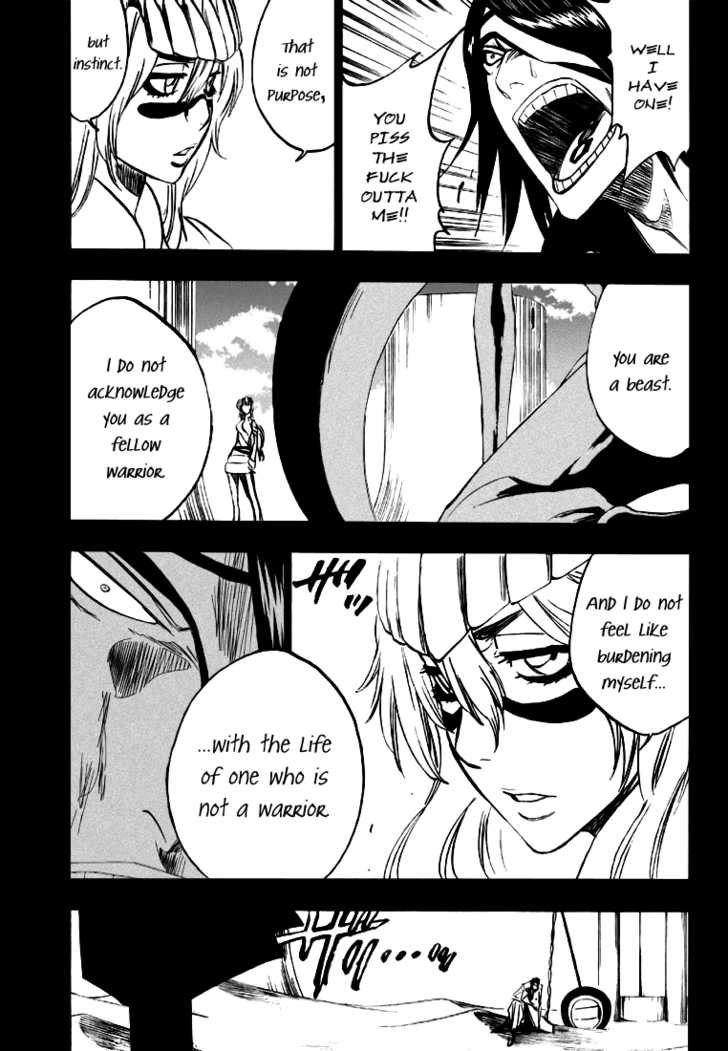 WELL
I
HAVE
ONE!
YOU
PISS
THE
FUCK
OUTTA
ME!!
THAT
is NOT
PURPOSE,
but
instinct.
you are
a beast.
I do not
acknowledge
you as a
fellow
warrior
And I do not
feel like
burdening
myself...
...with the life
of one who is
not a warrior